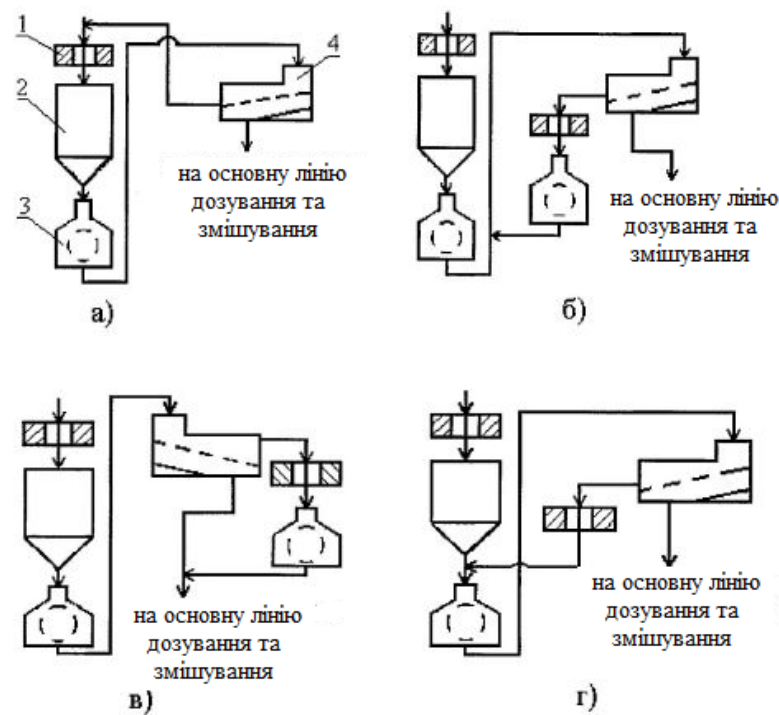 1
2
3
4
на основну лінію
дозування та
змішування
а)
на основну лінію
дозування та
змішування
б)
на основну лінію
дозування та
змішування
в)
на основну лінію
дозування та
змішування
г)